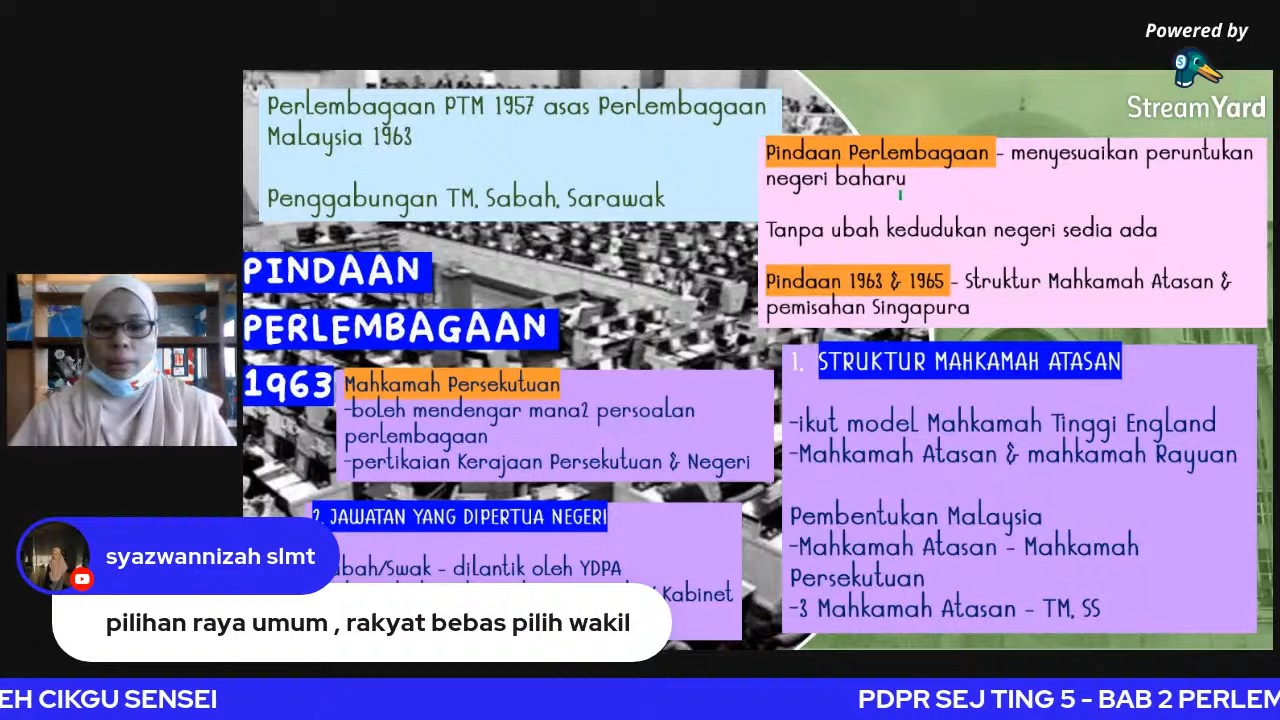 Powered by
StreamYard
Perlembagaan PTM 1957 asas Perlembagaan
Malaysia 1963
Penggabungan TM, Sabah, Sarawak
Pindaan Perlembagaan - menyesuaikan peruntukan
negeri baharu
Tanpa ubah kedudukan negeri sedia ada
Pindaan 1963 & 1965 - Struktur Mahkamah Atasan &
pemisahan Singapura
PINDAAN
PERLEMBAGAAN
1963
Mahkamah Persekutuan
-boleh mendengar mana2 persoalan
perlembagaan
-pertikaian Kerajaan Persekutuan & Negeri
1. STRUKTUR MAHKAMAH ATASAN
-ikut model Mahkamah Tinggi England
-Mahkamah Atasan & mahkamah Rayuan
Pembentukan Malaysia
-Mahkamah Atasan - Mahkamah
Persekutuan
-3 Mahkamah Atasan - TM, SS
2. JAWATAN YANG DIPERTUA NEGERI
abah/Swak - dilantik oleh YDPA
Kabinet
syazwannizah slmt
pilihan raya umum , rakyat bebas pilih wakil
EH CIKGU SENSEI
PDPR SEJ TING 5 - BAB 2 PERLEM